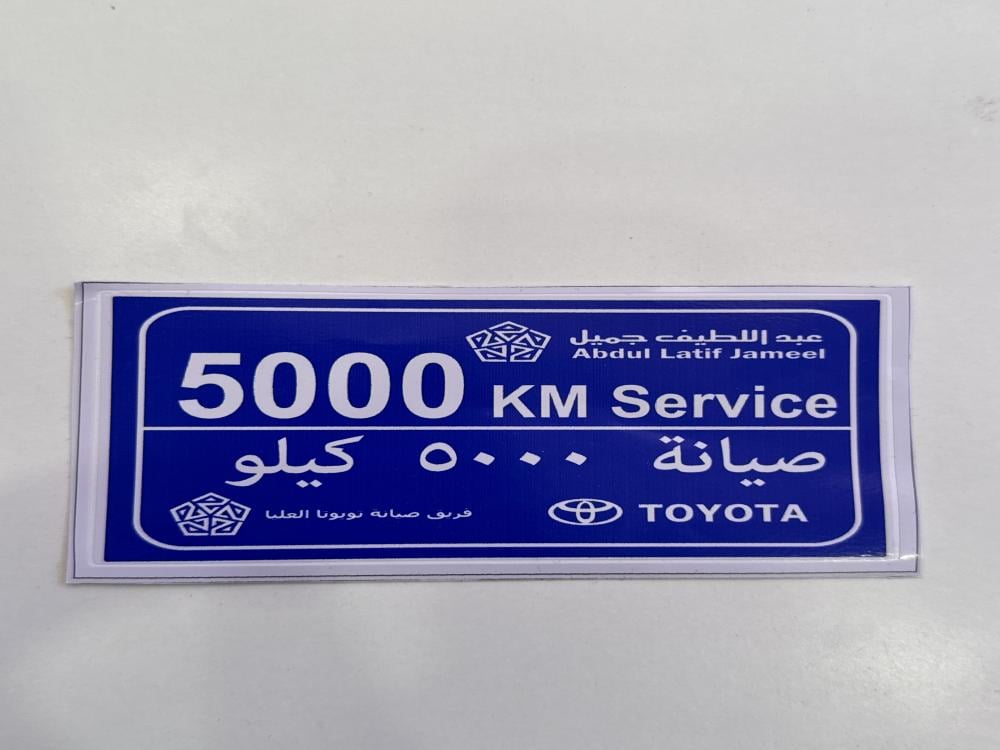 عبد اللطيف جميل
Abdul Latif Jameel
5000 KM Service
صيانة ٥٠٠٠ كيلو
فريق صيانة تويوتا العليا
TOYOTA